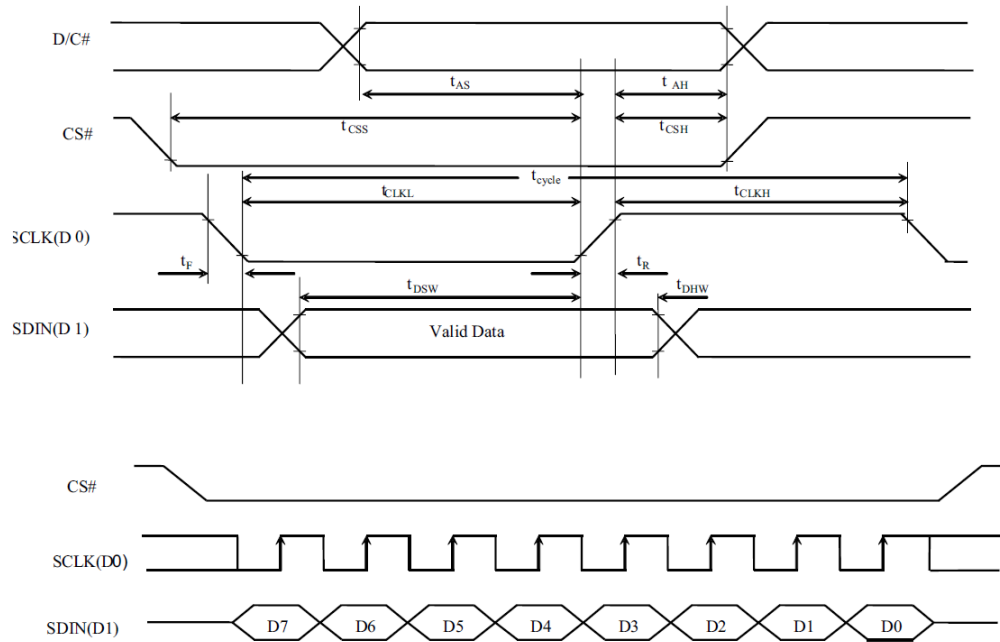 D/C#
tAS
tAH
CS#
tCSS
tCSH
tcycle
tCLKL
tCLKH
SCLK(D 0)
tF
tR
tDSW
tDHW
SDIN(D 1)
Valid Data
CS#
SCLK(D0)
SDIN(D1)
D7 D6 D5 D4 D3 D2 D1 D0